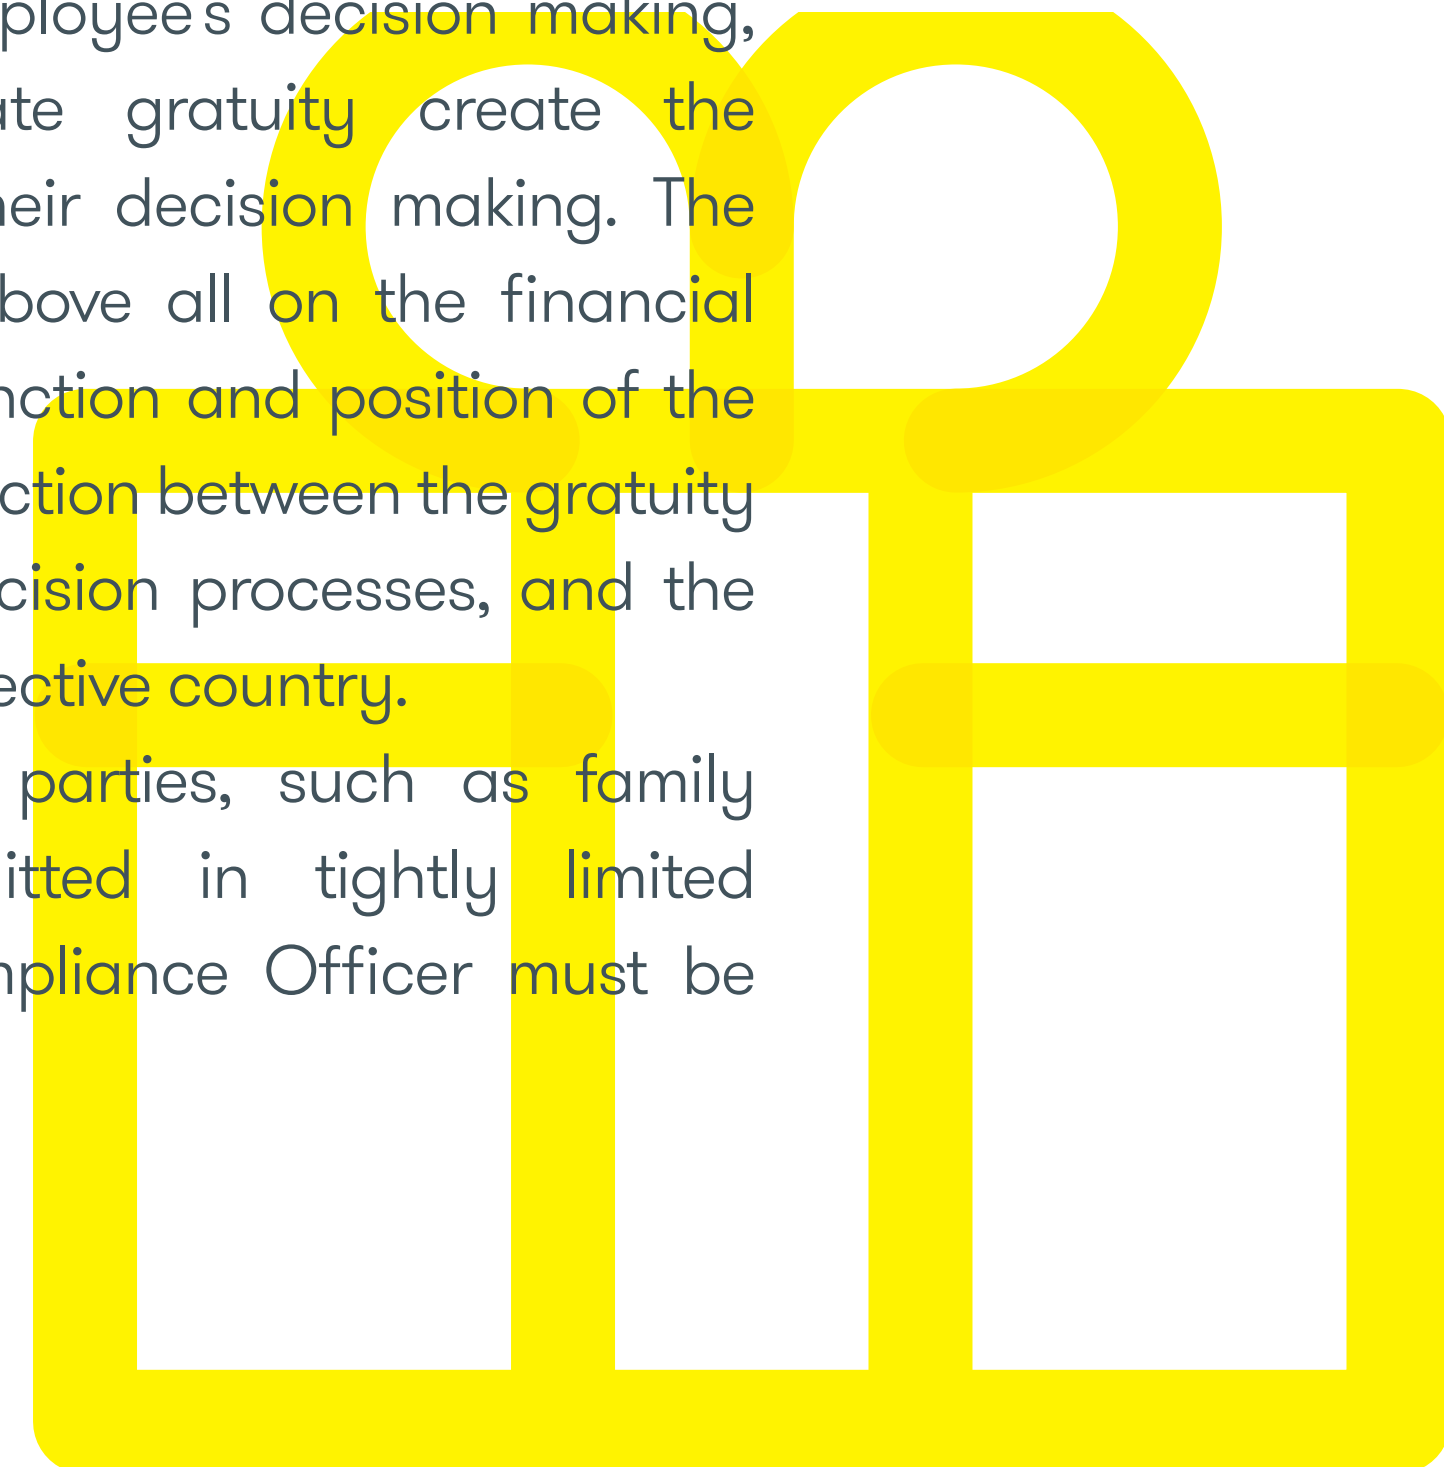 ployee's decision making,
ate gratuity create the
heir decision making. The
bove all on the financial
nction and position of the
ction between the gratuity
cision processes, and the
ective country.
parties, such as family
itted in tightly limited
mpliance Officer must be